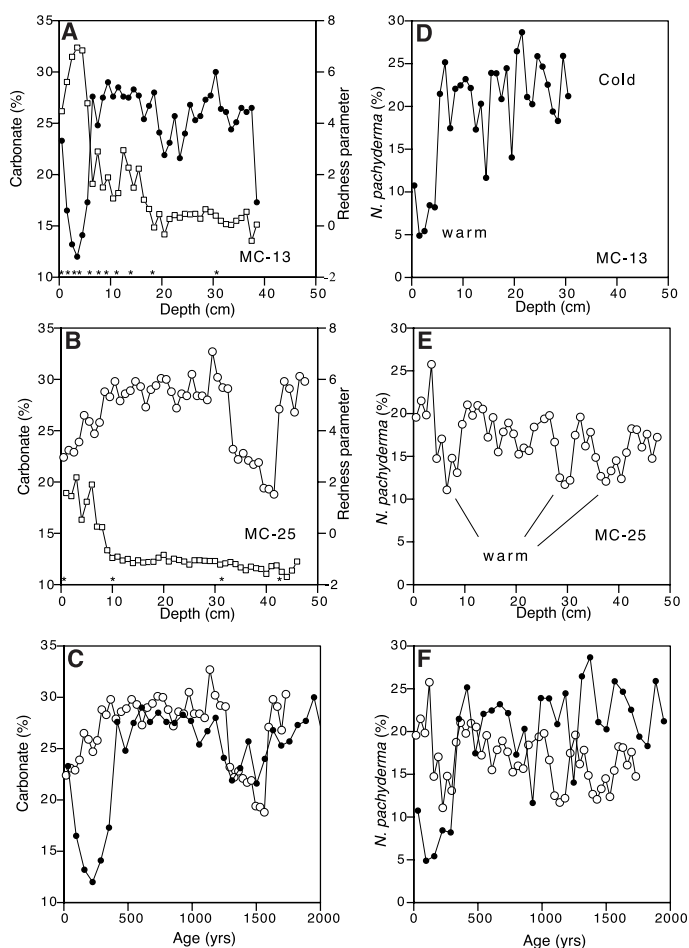 A
35
30
25
20
15
10
Carbonate (%)
8
6
4
2
0
-2
Redness parameter
MC-13
* * * * * * * * * * * *
0 10 20 30 40 50
Depth (cm)
D
30
25
20
15
10
5
0
N. pachyderma (%)
Cold
warm
MC-13
0 10 20 30 40 50
Depth (cm)
B
35
30
25
20
15
10
Carbonate (%)
8
6
4
2
0
-2
Redness parameter
MC-25
* * * *
0 10 20 30 40 50
Depth (cm)
E
30
25
20
15
10
5
0
N. pachyderma (%)
warm
MC-25
0 10 20 30 40 50
Depth (cm)
C
35
30
25
20
15
10
Carbonate (%)
0 500 1000 1500 2000
Age (yrs)
F
30
25
20
15
10
5
0
N. pachyderma (%)
0 500 1000 1500 2000
Age (yrs)